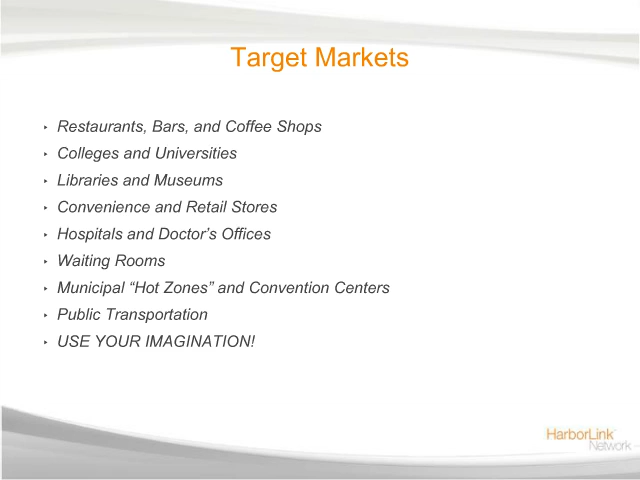 Target Markets
‣ Restaurants, Bars, and Coffee Shops
‣ Colleges and Universities
‣ Libraries and Museums
‣ Convenience and Retail Stores
‣ Hospitals and Doctor’s Offices
‣ Waiting Rooms
‣ Municipal “Hot Zones” and Convention Centers
‣ Public Transportation
‣ USE YOUR IMAGINATION!
HarborLink
Network